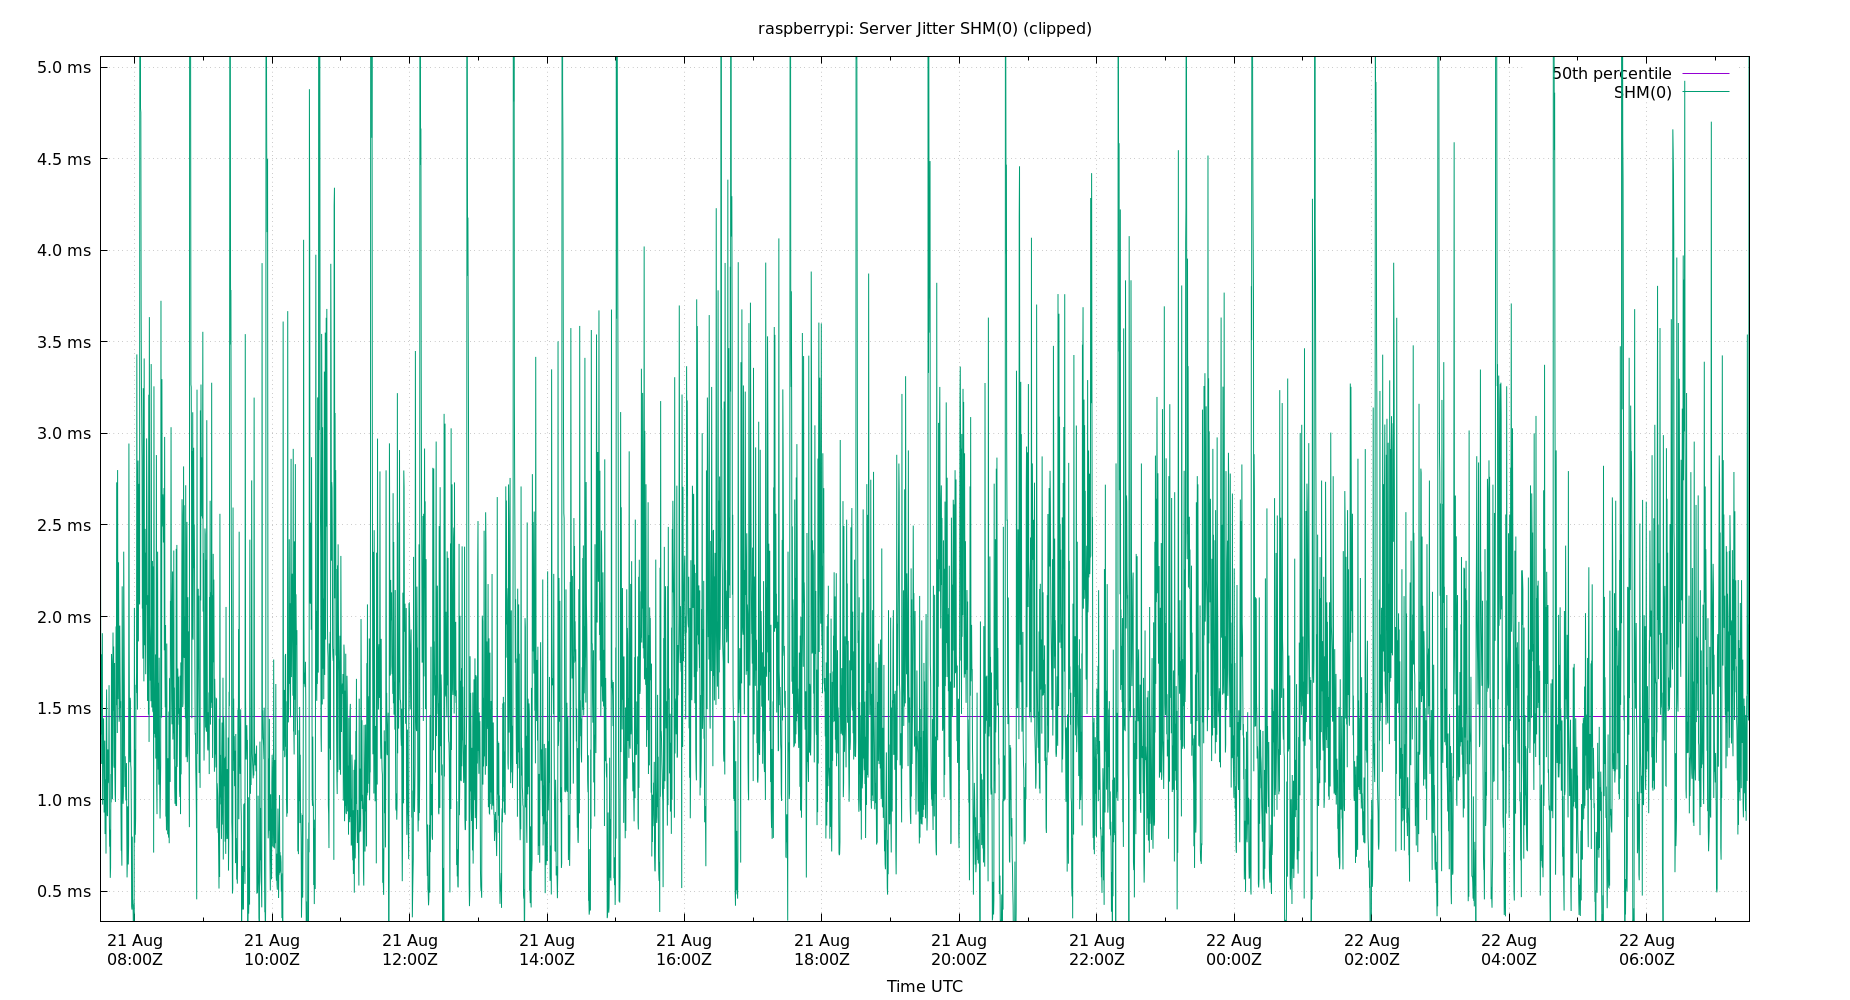 raspberrypi: Server Jitter SHM(0) (clipped)
5.0 ms
4.5 ms
4.0 ms
3.5 ms
3.0 ms
2.5 ms
2.0 ms
1.5 ms
1.0 ms
0.5 ms
50th percentile
SHM(0)
21 Aug 21 Aug 21 Aug 21 Aug 21 Aug 21 Aug 21 Aug 21 Aug 22 Aug 22 Aug 22 Aug 22 Aug
08:00Z 10:00Z 12:00Z 14:00Z 16:00Z 18:00Z 20:00Z 22:00Z 00:00Z 02:00Z 04:00Z 06:00Z
Time UTC